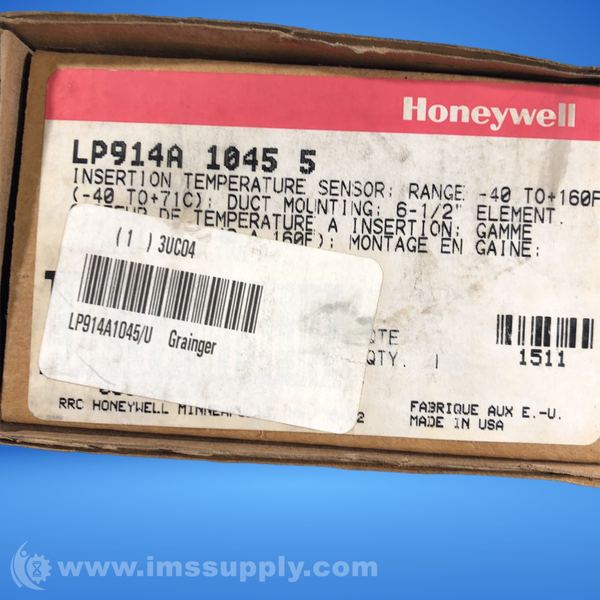 Honeywell
LP914A 1045 5
INSERTION TEMPERATURE SENSOR; RANGE -40 TO+160F
(-40 TO+71C); DUCT MOUNTING; 6-1/2" ELEMENT.
DE TEMPERATURE A INSERTION; GAMME
160F); MONTAGE EN GAINE;
( 1 ) 3UC04
LP914A1045/U Grainger
QTE
QTY. 1
1511
RRC HONEYWELL
FABRIQUE AUX E.-U.
MADE IN USA
www.imssupply.com